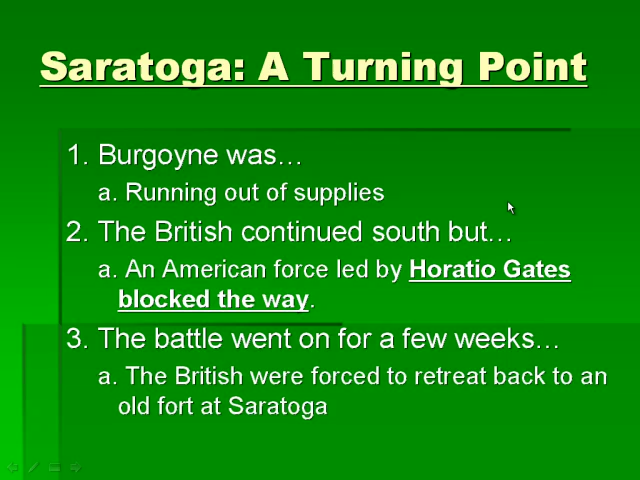 Saratoga: A Turning Point
1. Burgoyne was…
a. Running out of supplies
2. The British continued south but…
a. An American force led by Horatio Gates
blocked the way.
3. The battle went on for a few weeks…
a. The British were forced to retreat back to an
old fort at Saratoga